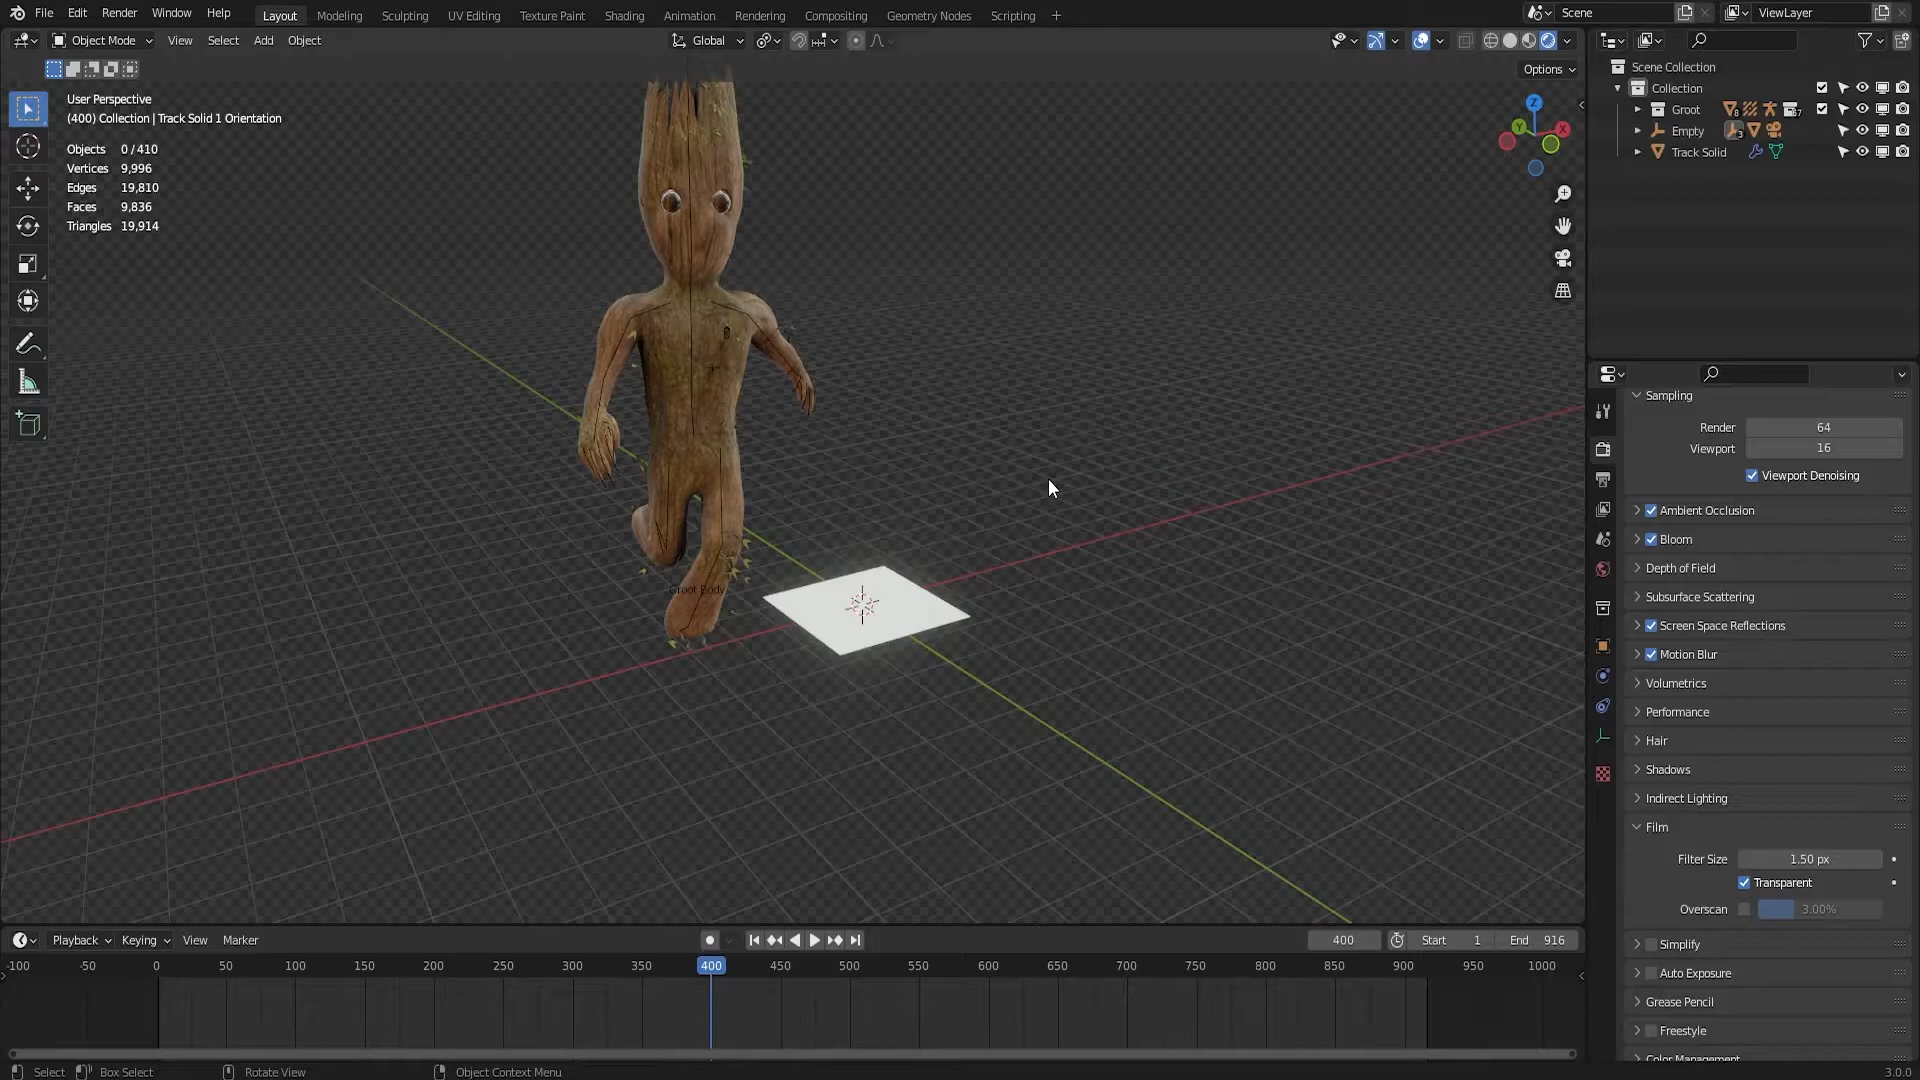 File Edit Render Window Help Layout Modeling Sculpting UV Editing Texture Paint Shading Animation Rendering Compositing Geometry Nodes Scripting + Scene ViewLayer
Object Mode View Select Add Object Global
Options
User Perspective
(400) Collection | Track Solid 1 Orientation
Objects 0/410
Vertices 9,996
Edges 19,810
Faces 9,836
Triangles 19,914
Z
Y
X
Groot Body
Scene Collection
Collection
Groot
Empty
Track Solid
Sampling
Render 64
Viewport 16
Viewport Denoising
Ambient Occlusion
Bloom
Depth of Field
Subsurface Scattering
Screen Space Reflections
Motion Blur
Volumetrics
Performance
Hair
Shadows
Indirect Lighting
Film
Filter Size 1.50 px
Transparent
Overscan 3.00%
Simplify
Auto Exposure
Grease Pencil
Freestyle
Color Management
Playback Keying View Marker 400 Start 1 End 916
-100 -50 0 50 100 150 200 250 300 350 400 450 500 550 600 650 700 750 800 850 900 950 1000
Select Box Select Rotate View Object Context Menu 3.0.0